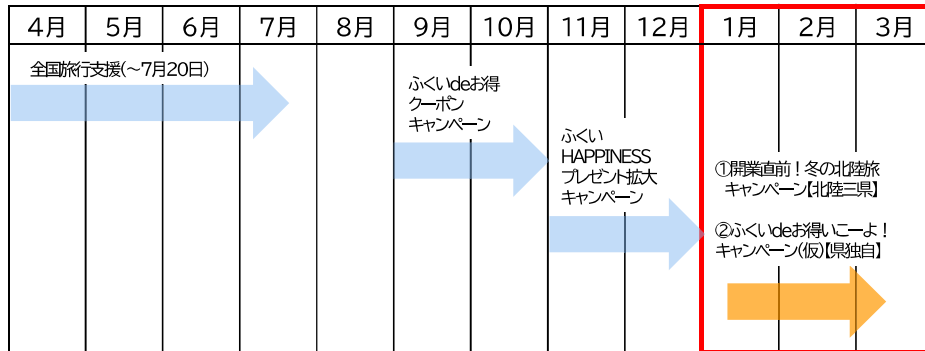 4月 5月 6月 7月 8月 9月 10月 11月 12月 1月 2月 3月
全国旅行支援(～7月20日)
ふくいdeお得
クーポン
キャンペーン
ふくい
HAPPINESS
プレゼント拡大
キャンペーン
①開業直前！冬の北陸旅
キャンペーン【北陸三県】
②ふくいdeお得いこーよ！
キャンペーン(仮)【県独自】